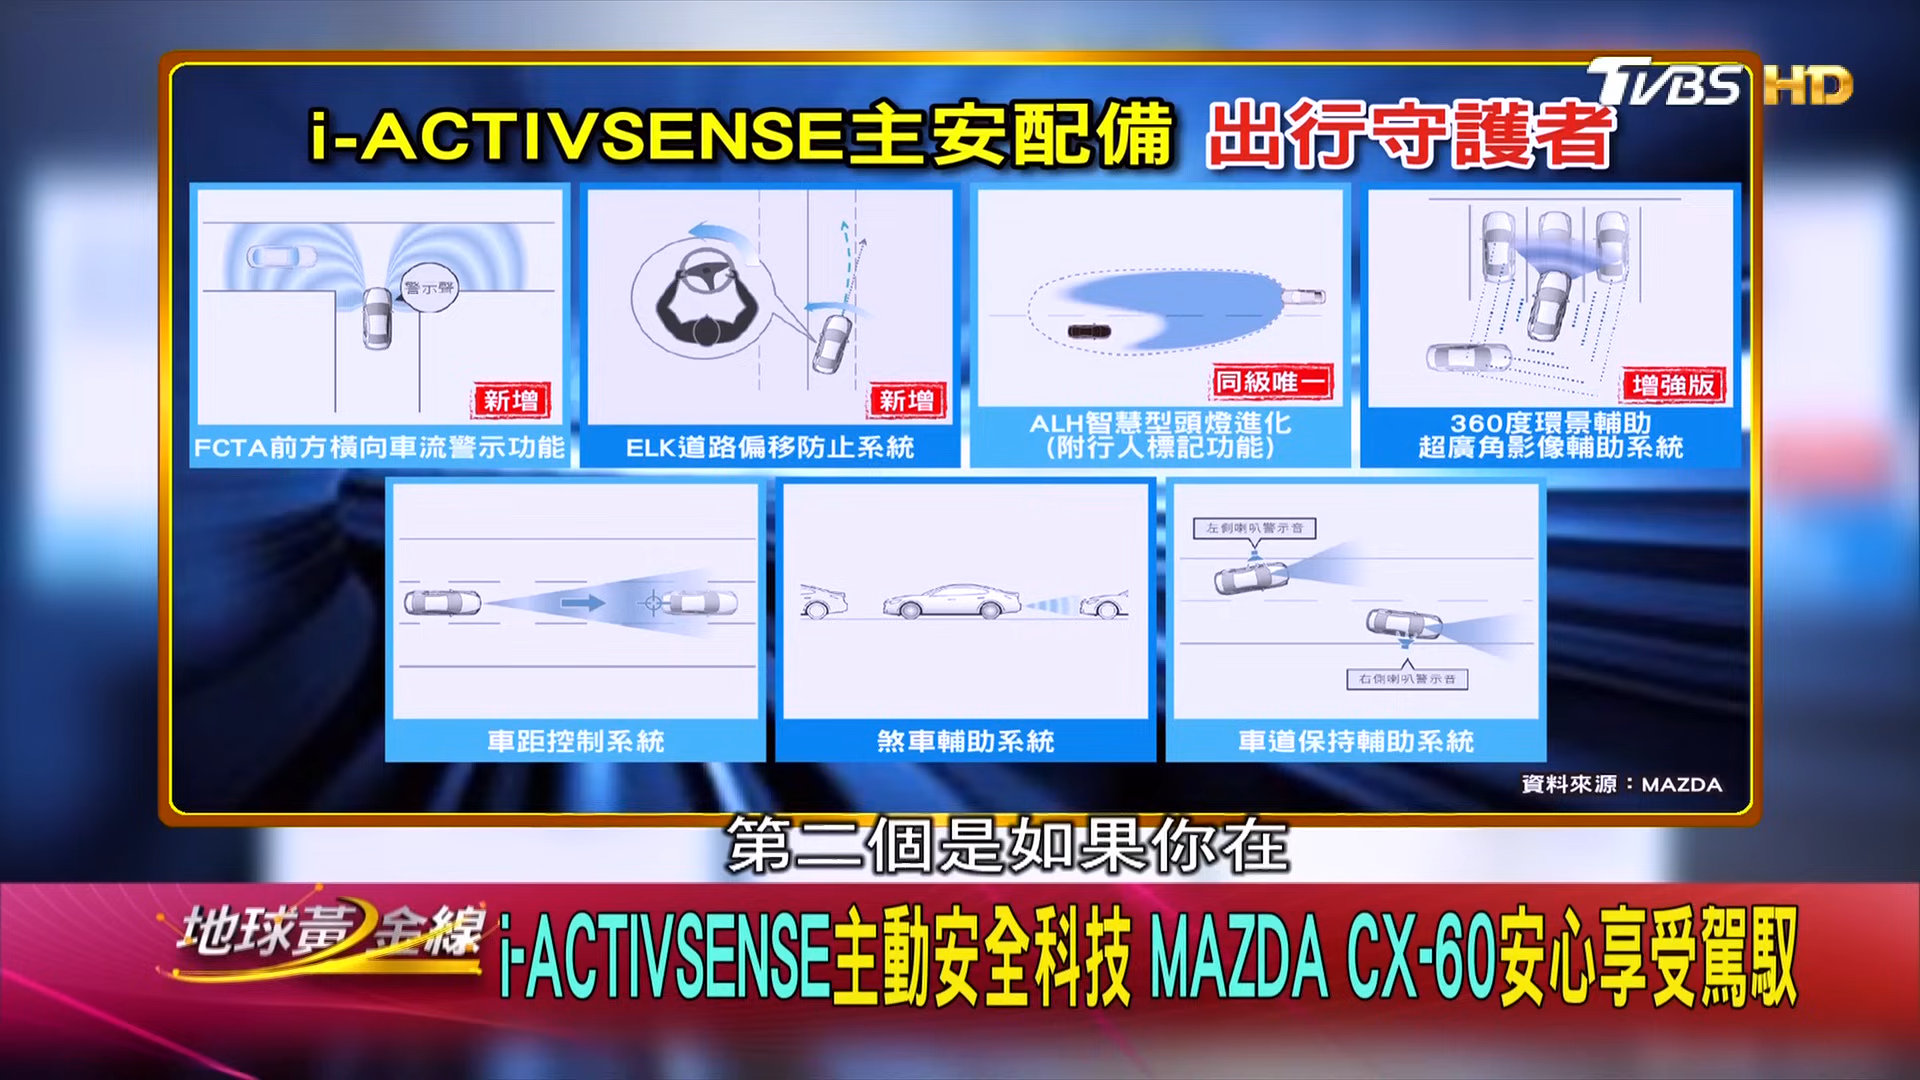 TVBS HD
i-ACTIVSENSE主安配備 出行守護者
警示聲
新增
FCTA前方橫向車流警示功能
新增
ELK道路偏移防止系統
同級唯一
ALH智慧型頭燈進化
(附行人標記功能)
增強版
360度環景輔助
超廣角影像輔助系統
車距控制系統
煞車輔助系統
左側喇叭警示音
右側喇叭警示音
車道保持輔助系統
資料來源：MAZDA
第二個是如果你在
地球黃金線
i-ACTIVSENSE主動安全科技 MAZDA CX-60安心享受駕馭